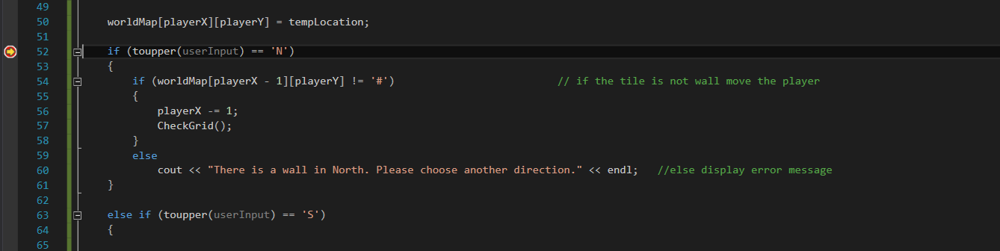 49
50 worldMap[playerX][playerY] = tempLocation;
51
52 if (toupper(userInput) == 'N')
53 {
54 if (worldMap[playerX - 1][playerY] != '#') // if the tile is not wall move the player
55 {
56 playerX -= 1;
57 CheckGrid();
58 }
59 else
60 cout << "There is a wall in North. Please choose another direction." << endl; //else display error message
61 }
62
63 else if (toupper(userInput) == 'S')
64 {
65